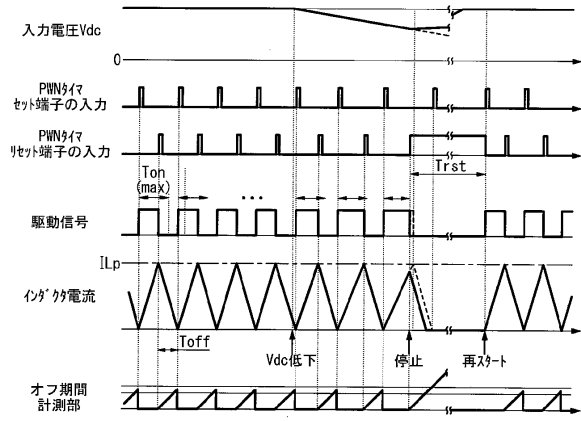 入力電圧Vdc
0
PWNﾀｲﾏ
ｾｯﾄ端子の入力
PWNﾀｲﾏ
ﾘｾｯﾄ端子の入力
Trst
Ton
(max)
・・・
駆動信号
ILp
ｲﾝﾀﾞｸﾀ電流
Toff
Vdc低下
停止
再ｽﾀｰﾄ
オフ期間
計測部